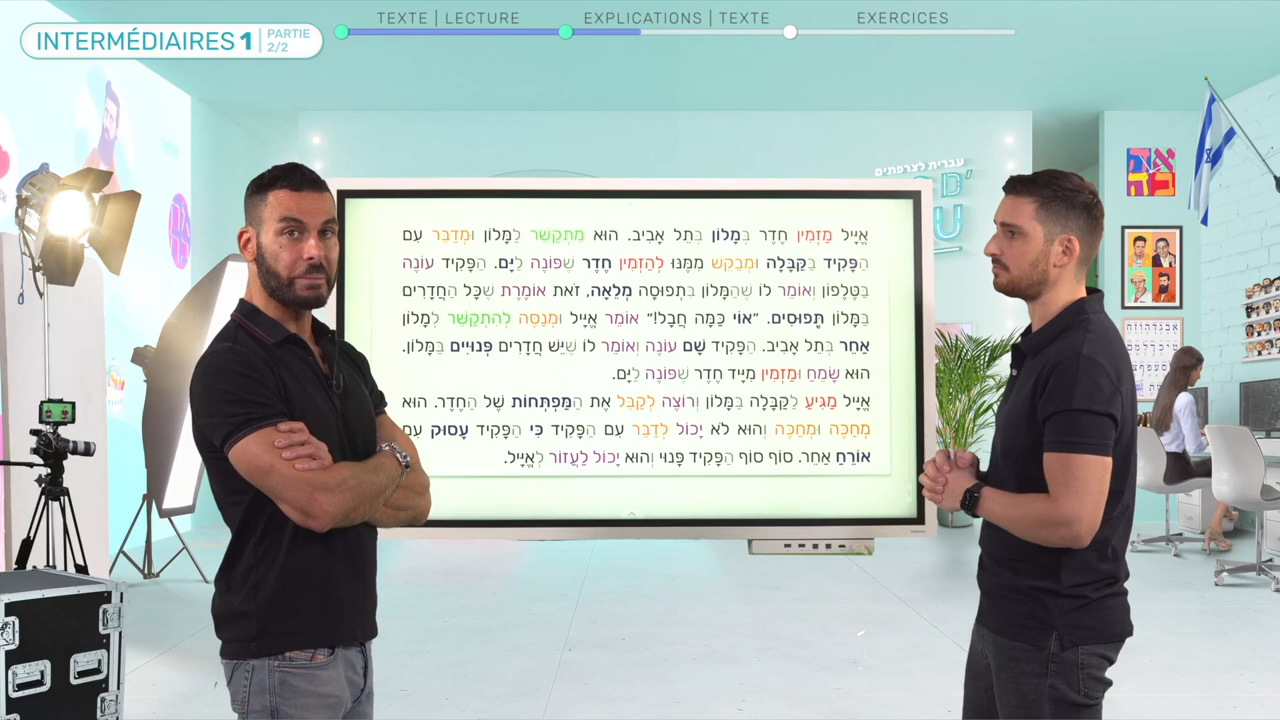 TEXTE | LECTURE
EXPLICATIONS | TEXTE
EXERCICES
INTERMÉDIAIRES 1 | PARTIE 2/2
עברית לצרפתים
אֱיָיל מַזְמִין חֶדֶר בְּמָלוֹן בְּתֵל אָבִיב. הוּא מִתְקַשֵּׁר לַמָּלוֹן וּמְדַבֵּר עִם
הַפָּקִיד בַּקַּבָּלָה וּמְבַקֵּשׁ מִמֶּנּוּ לְהַזְמִין חֶדֶר שֶׁפּוֹנֶה לַיָּם. הַפָּקִיד עוֹנֶה
בַּטֶּלֶפוֹן וְאוֹמֵר לוֹ שֶׁהַמָּלוֹן בִּתְפוּסָה מְלֵאָה, זֹאת אוֹמֶרֶת שֶׁכָּל הַחֲדָרִים
בַּמָּלוֹן תְּפוּסִים. "אוֹי כַּמָּה חֲבָל!" אוֹמֵר אֱיָיל וּמְנַסֶּה לְהִתְקַשֵּׁר לְמָלוֹן
אַחֵר בְּתֵל אָבִיב. הַפָּקִיד שָׁם עוֹנֶה וְאוֹמֵר לוֹ שֶׁיֵּשׁ חֲדָרִים פְּנוּיִים בַּמָּלוֹן.
הוּא שָׂמֵחַ וּמַזְמִין מִיָּיד חֶדֶר שֶׁפּוֹנֶה לַיָּם.
אֱיָיל מַגִּיעַ לַקַּבָּלָה בַּמָּלוֹן וְרוֹצֶה לְקַבֵּל אֶת הַמַּפְתְּחוֹת שֶׁל הַחֶדֶר. הוּא
מְחַכֶּה וּמְחַכֶּה וְהוּא לֹא יָכוֹל לְדַבֵּר עִם הַפָּקִיד כִּי הַפָּקִיד עָסוּק עִם
אוֹרֵחַ אַחֵר. סוֹף סוֹף הַפָּקִיד פָּנוּי וְהוּא יָכוֹל לַעֲזוֹר לֶאֱיָיל.